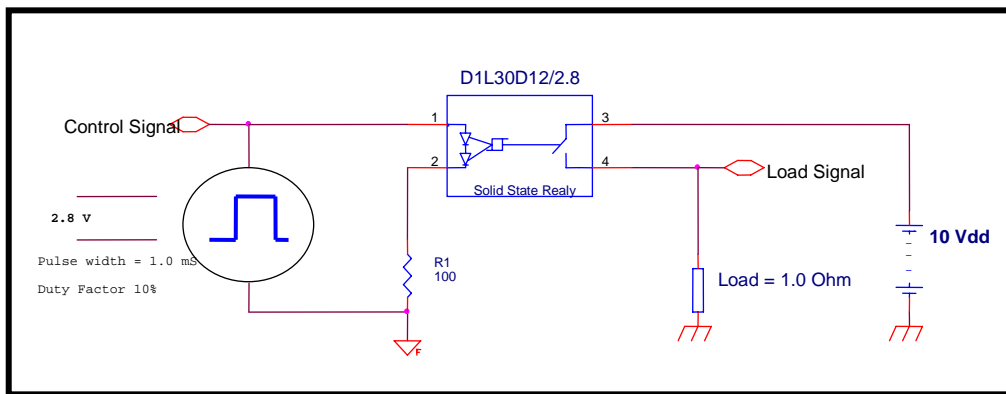 D1L30D12/2.8
Control Signal
1
3
2
4
Load Signal
Solid State Realy
2.8 V
10 Vdd
Pulse width = 1.0 mS
R1
100
Load = 1.0 Ohm
Duty Factor 10%
F